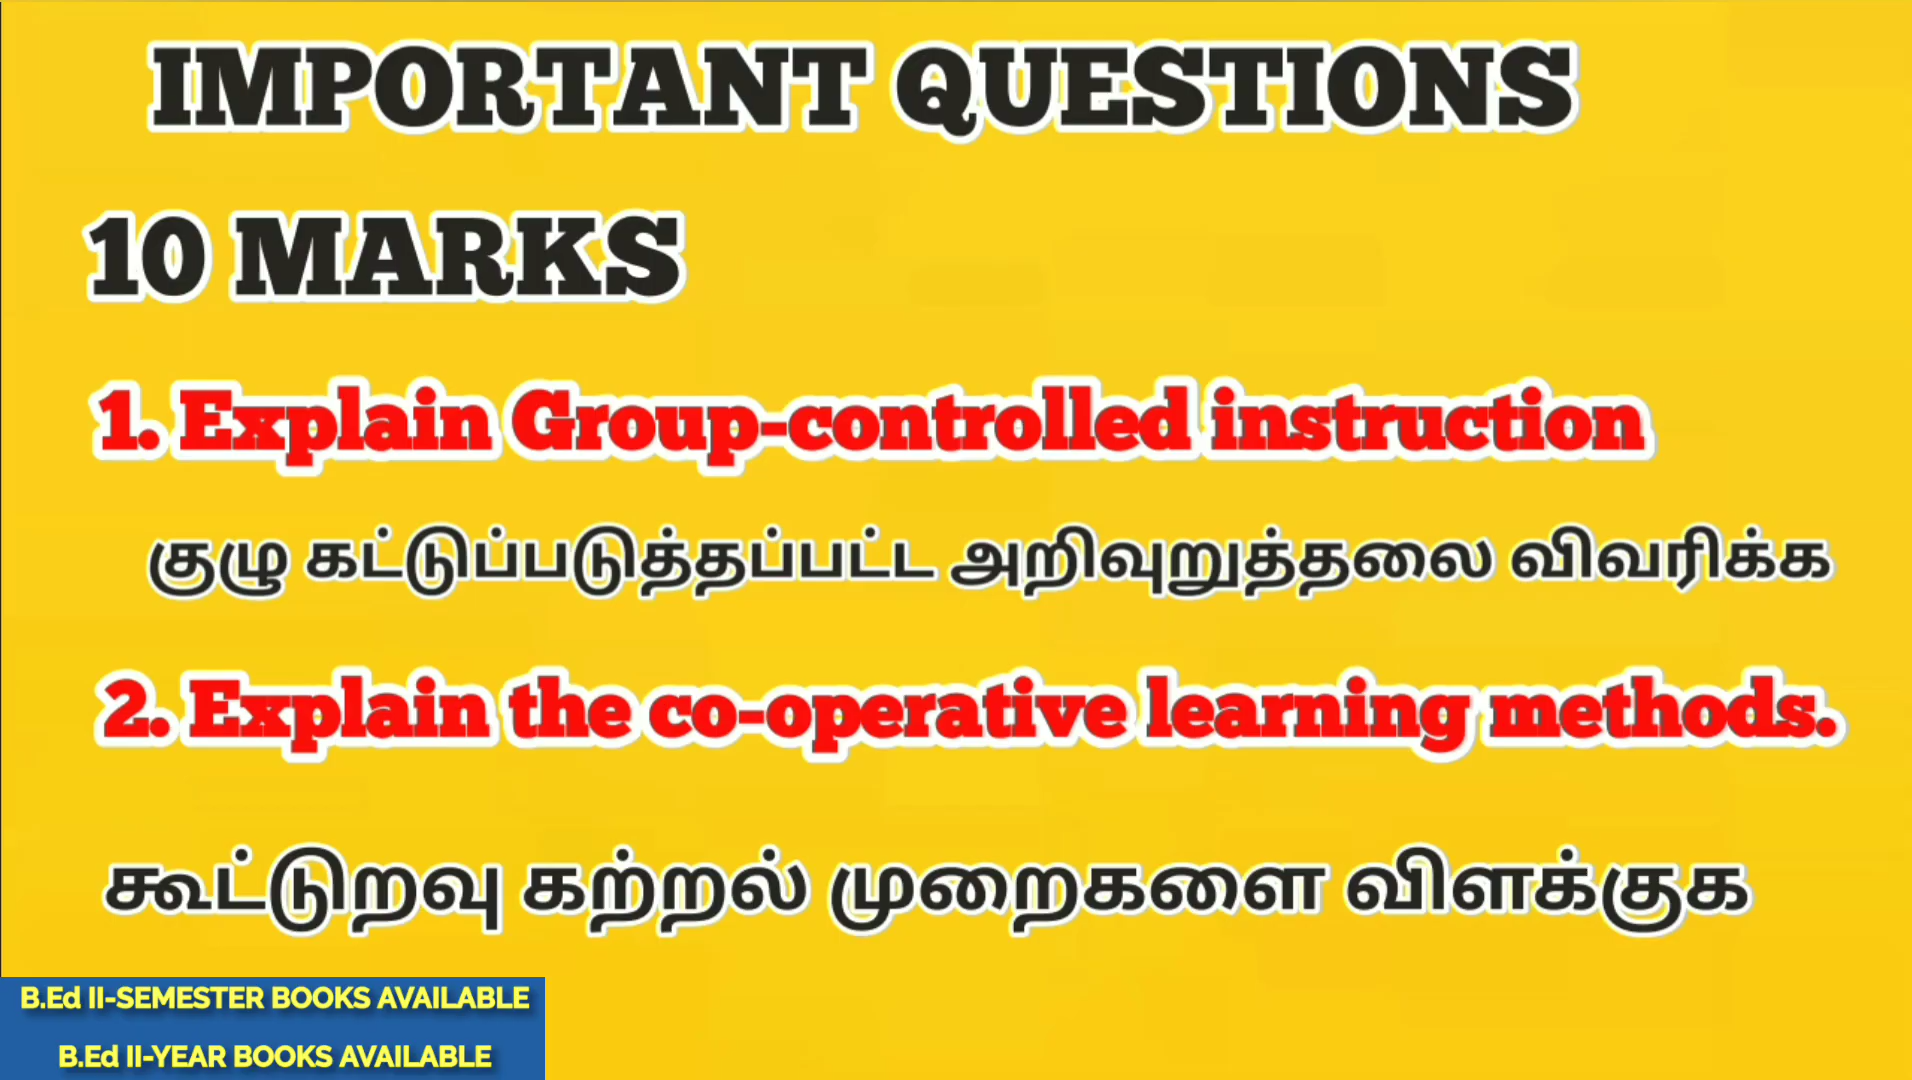 IMPORTANT QUESTIONS
10 MARKS
1. Explain Group-controlled instruction
குழு கட்டுப்படுத்தப்பட்ட அறிவுறுத்தலை விவரிக்க
2. Explain the co-operative learning methods.
கூட்டுறவு கற்றல் முறைகளை விளக்குக
B.Ed II-SEMESTER BOOKS AVAILABLE
B.Ed II-YEAR BOOKS AVAILABLE